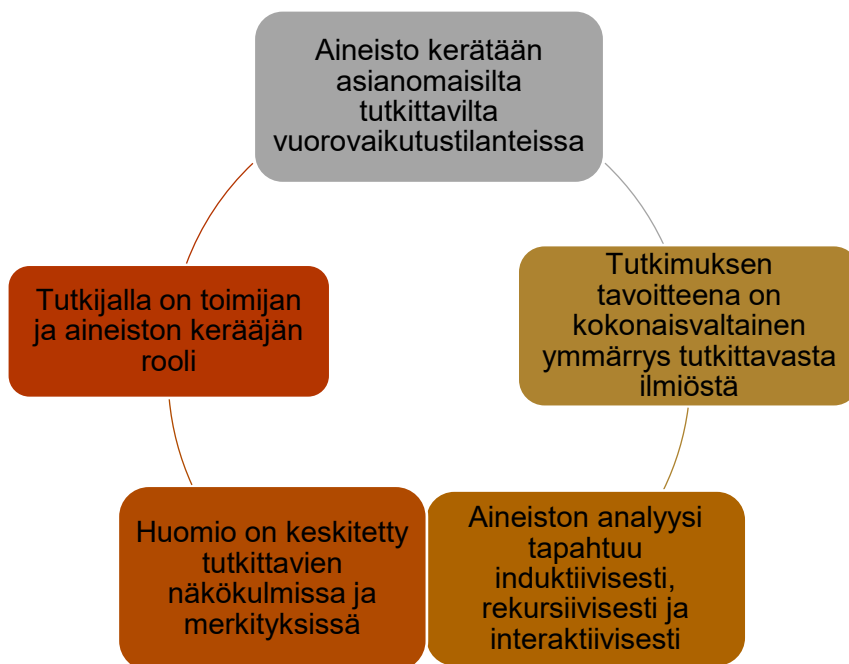 Aineisto kerätään
asianomaisilta
tutkittavilta
vuorovaikutustilanteissa
Tutkimuksen
tavoitteena on
kokonaisvaltainen
ymmärrys tutkittavasta
ilmiöstä
Aineiston analyysi
tapahtuu
induktiivisesti,
rekursiivisesti ja
interaktiivisesti
Huomio on keskitetty
tutkittavien
näkökulmissa ja
merkityksissä
Tutkijalla on toimijan
ja aineiston kerääjän
rooli